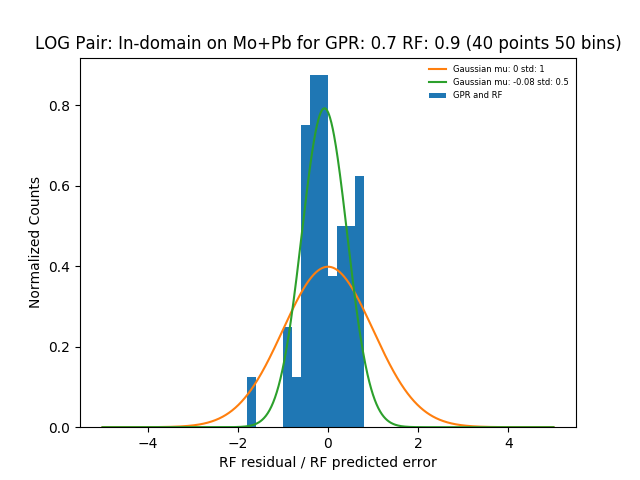 LOG Pair: In-domain on Mo+Pb for GPR: 0.7 RF: 0.9 (40 points 50 bins)
Gaussian mu: 0 std: 1
Gaussian mu: -0.08 std: 0.5
GPR and RF
Normalized Counts
0.8
0.6
0.4
0.2
0.0
−4 −2 0 2 4
RF residual / RF predicted error